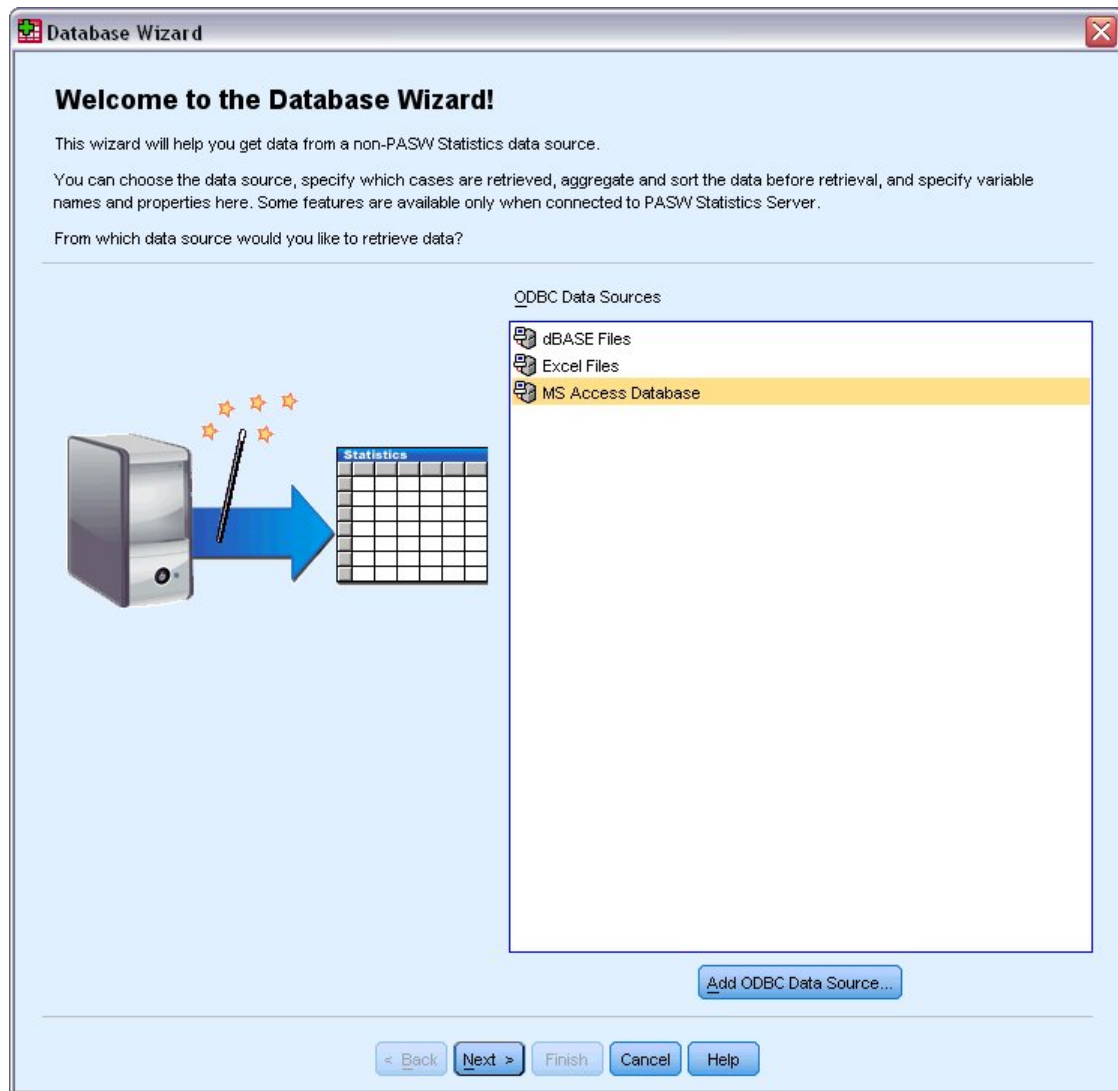 Database Wizard
Welcome to the Database Wizard!
This wizard will help you get data from a non-PASW Statistics data source.
You can choose the data source, specify which cases are retrieved, aggregate and sort the data before retrieval, and specify variable
names and properties here. Some features are available only when connected to PASW Statistics Server.
From which data source would you like to retrieve data?
ODBC Data Sources
dBASE Files
Excel Files
MS Access Database
Statistics
Add ODBC Data Source...
< Back
Next >
Finish
Cancel
Help